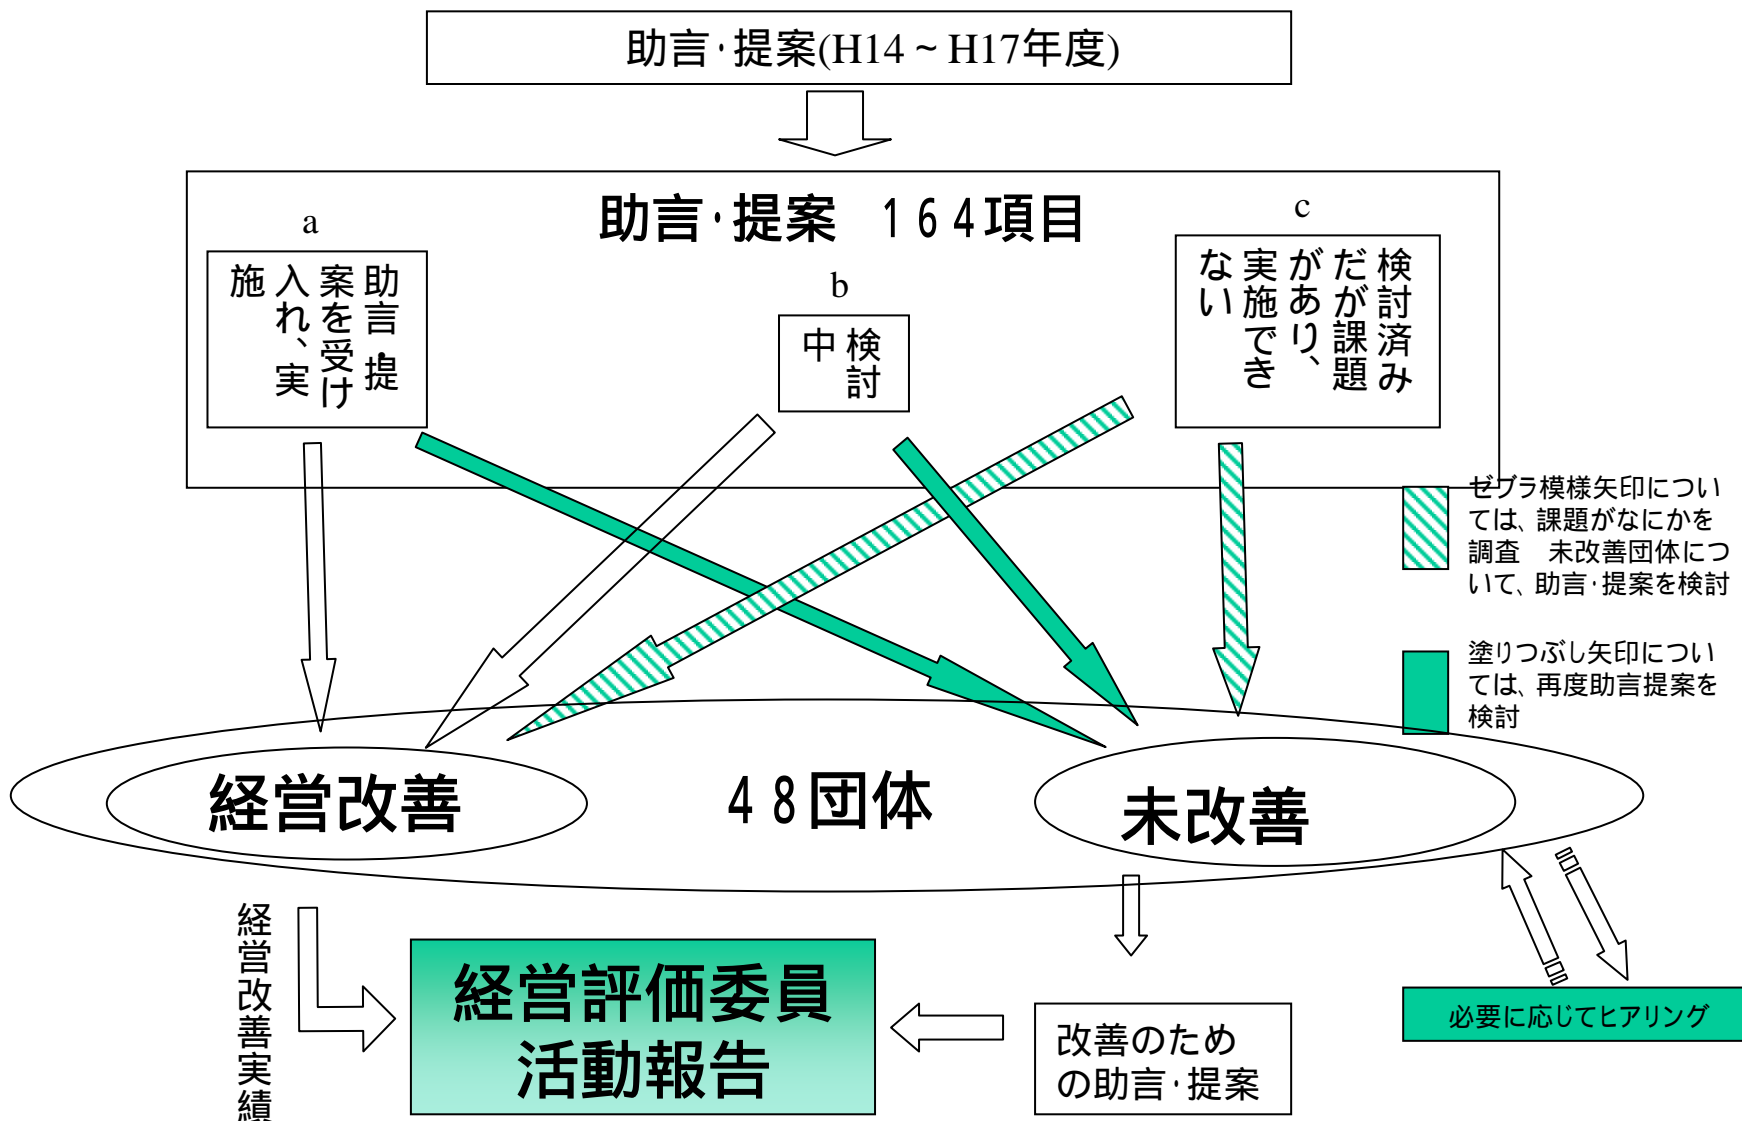 助言・提案(H14～H17年度)
助言・提案　１６４項目
a
助言・提
案を受け
入れ、実
施
b
検討
中
c
検討済み
だが課題
があり、
実施でき
ない
ゼブラ模様矢印につい
ては、課題がなにかを
調査　未改善団体につ
いて、助言・提案を検討
塗りつぶし矢印につい
ては、再度助言提案を
検討
経営改善
４８団体
未改善
経営改善実績
経営評価委員
活動報告
改善のため
の助言・提案
必要に応じてヒアリング